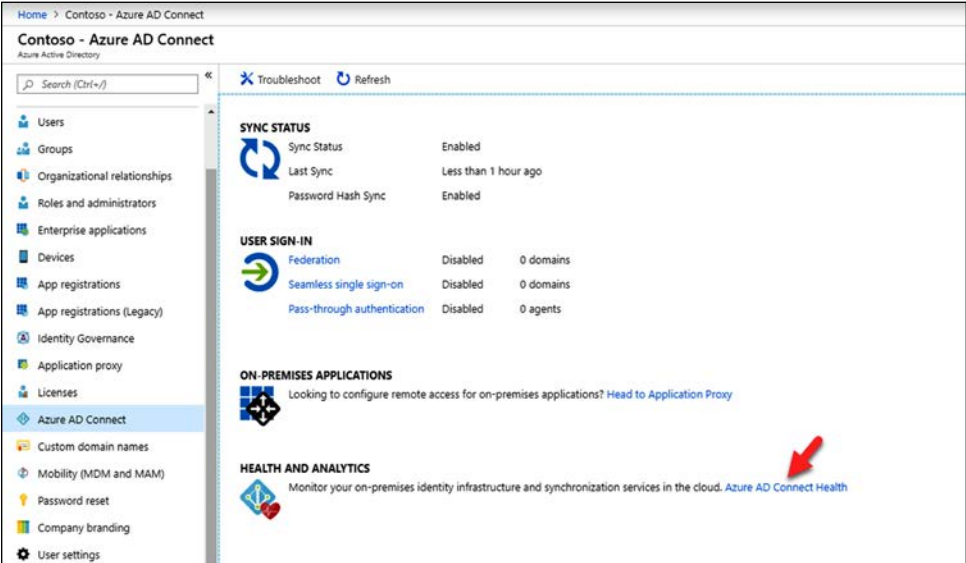 Home > Contoso - Azure AD Connect
Contoso - Azure AD Connect
Azure Active Directory
Search (Ctrl+/)
«
Users
Groups
Organizational relationships
Roles and administrators
Enterprise applications
Devices
App registrations
App registrations (Legacy)
Identity Governance
Application proxy
Licenses
Azure AD Connect
Custom domain names
Mobility (MDM and MAM)
Password reset
Company branding
User settings
Troubleshoot Refresh
SYNC STATUS
Sync Status Enabled
Last Sync Less than 1 hour ago
Password Hash Sync Enabled
USER SIGN-IN
Federation Disabled 0 domains
Seamless single sign-on Disabled 0 domains
Pass-through authentication Disabled 0 agents
ON-PREMISES APPLICATIONS
Looking to configure remote access for on-premises applications? Head to Application Proxy
HEALTH AND ANALYTICS
Monitor your on-premises identity infrastructure and synchronization services in the cloud. Azure AD Connect Health